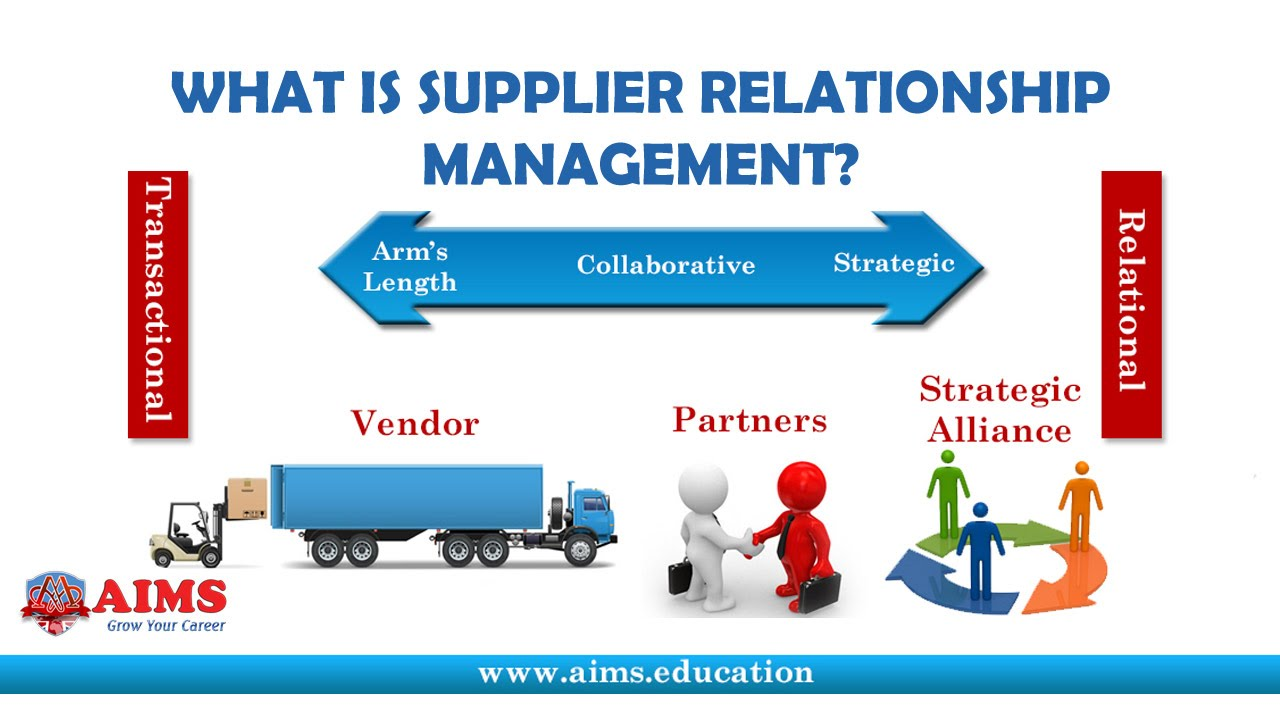 WHAT IS SUPPLIER RELATIONSHIP
MANAGEMENT?
Transactional
Arm's
Length
Collaborative
Strategic
Relational
Vendor
Partners
Strategic
Alliance
AIMS
Grow Your Career
www.aims.education